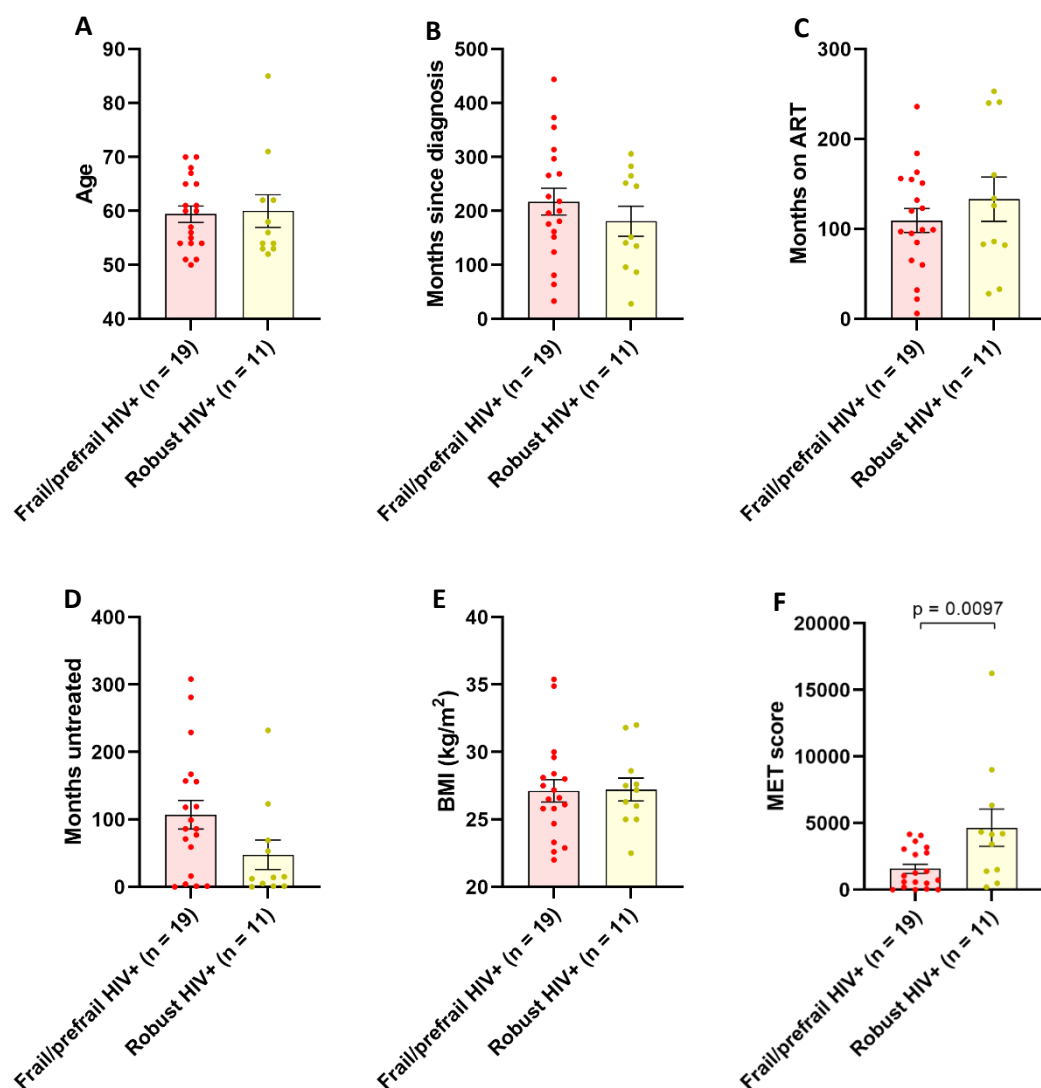 A
Age
90
80
70
60
50
40
Frail/prefrail HIV+ (n = 19)
Robust HIV+ (n = 11)
B
Months since diagnosis
500
400
300
200
100
0
Frail/prefrail HIV+ (n = 19)
Robust HIV+ (n = 11)
C
Months on ART
300
200
100
0
Frail/prefrail HIV+ (n = 19)
Robust HIV+ (n = 11)
D
Months untreated
400
300
200
100
0
Frail/prefrail HIV+ (n = 19)
Robust HIV+ (n = 11)
E
BMI (kg/m²)
40
35
30
25
20
Frail/prefrail HIV+ (n = 19)
Robust HIV+ (n = 11)
F
p = 0.0097
MET score
20000
15000
10000
5000
0
Frail/prefrail HIV+ (n = 19)
Robust HIV+ (n = 11)